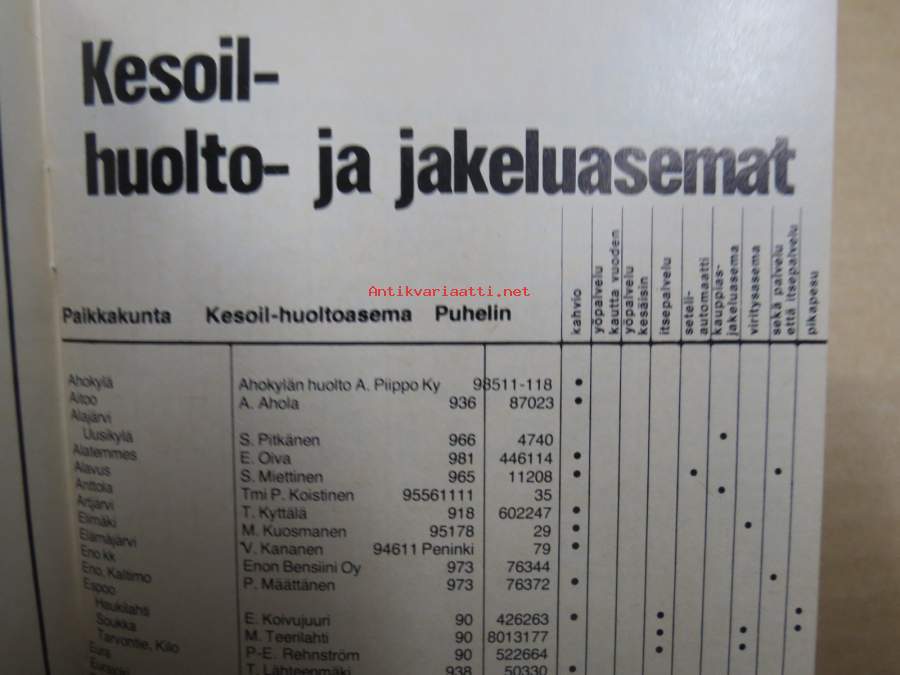 Kesoil-
huolto- ja jakeluasemat
Antikvariaatti.net
Paikkakunta Kesoil-huoltoasema Puhelin
kahvio
yöpalvelu
kautta vuoden
yöpalvelu
kesäisin
itsepalvelu
seteli-
automaatti
kauppias-
jakeluasema
viritysasema
sekä palvelu
että itsepalvelu
pikapesu
Ahokylä Ahokylän huolto A. Piippo Ky 98511-118 •
Aitoo A. Ahola 936 87023 •
Alajärvi
Uusikylä S. Pitkänen 966 4740 •
Alatemmes E. Oiva 981 446114 •
Alavus S. Miettinen 965 11208 • • •
Anttola Tmi P. Koistinen 95561111 35 •
Artjärvi T. Kyttälä 918 602247 •
Elimäki M. Kuosmanen 95178 29 • •
Elämäjärvi V. Kananen 94611 Peninki 79 •
Eno kk Enon Bensiini Oy 973 76344
Eno, Kaltimo P. Määttänen 973 76372 • •
Espoo
Haukilahti E. Koivujuuri 90 426263 • • •
Soukka M. Teerilahti 90 8013177 • • •
Tarvontie, Kilo P-E. Rehnström 90 522664 • •
Eura T. Lähteenmäki 938 50330 •